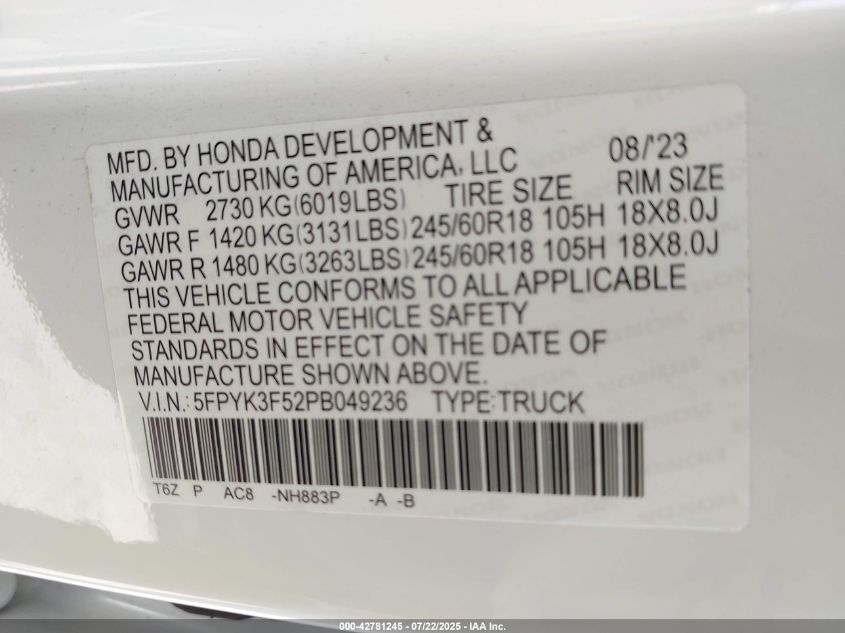 MFD. BY HONDA DEVELOPMENT &
MANUFACTURING OF AMERICA, LLC 08/'23
GVWR 2730 KG(6019LBS) TIRE SIZE RIM SIZE
GAWR F 1420 KG(3131LBS) 245/60R18 105H 18X8.0J
GAWR R 1480 KG(3263LBS) 245/60R18 105H 18X8.0J
THIS VEHICLE CONFORMS TO ALL APPLICABLE
FEDERAL MOTOR VEHICLE SAFETY
STANDARDS IN EFFECT ON THE DATE OF
MANUFACTURE SHOWN ABOVE.
V.I.N.: 5FPYK3F52PB049236 TYPE:TRUCK
T6Z P AC8 -NH883P -A -B
000-42781245 - 07/22/2025 - IAA Inc.